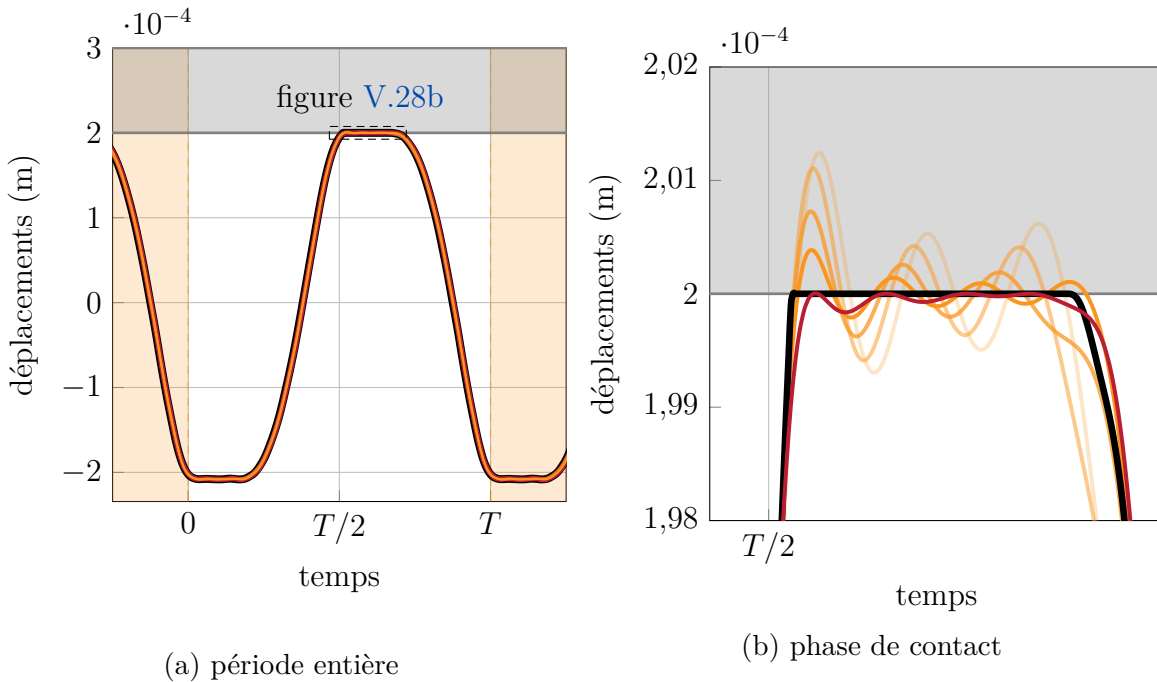 ·10⁻⁴
3
2
1
0
−1
−2
déplacements (m)
figure V.28b
0
T/2
T
temps
(a) période entière
·10⁻⁴
2,02
2,01
2
1,99
1,98
déplacements (m)
T/2
temps
(b) phase de contact